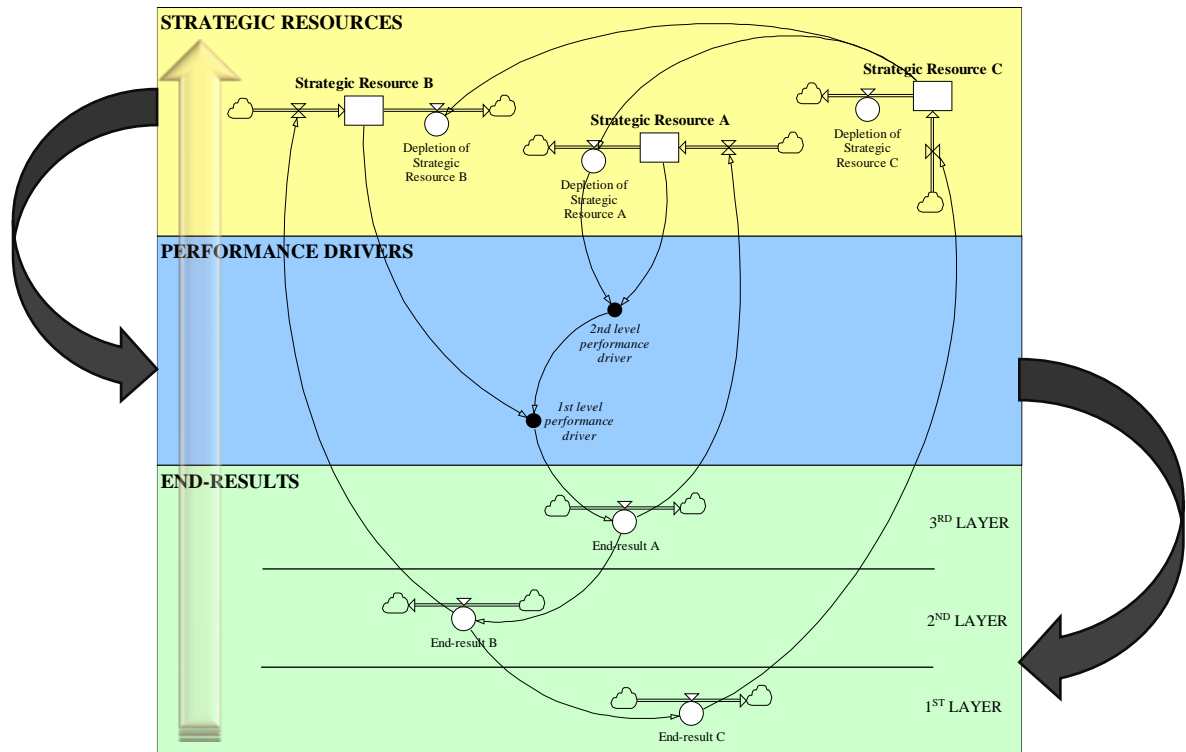 STRATEGIC RESOURCES
Strategic Resource B
Strategic Resource C
Strategic Resource A
Depletion of
Strategic
Resource B
Depletion of
Strategic
Resource C
Depletion of
Strategic
Resource A
PERFORMANCE DRIVERS
2nd level
performance
driver
1st level
performance
driver
END-RESULTS
End-result A
3RD LAYER
End-result B
2ND LAYER
End-result C
1ST LAYER